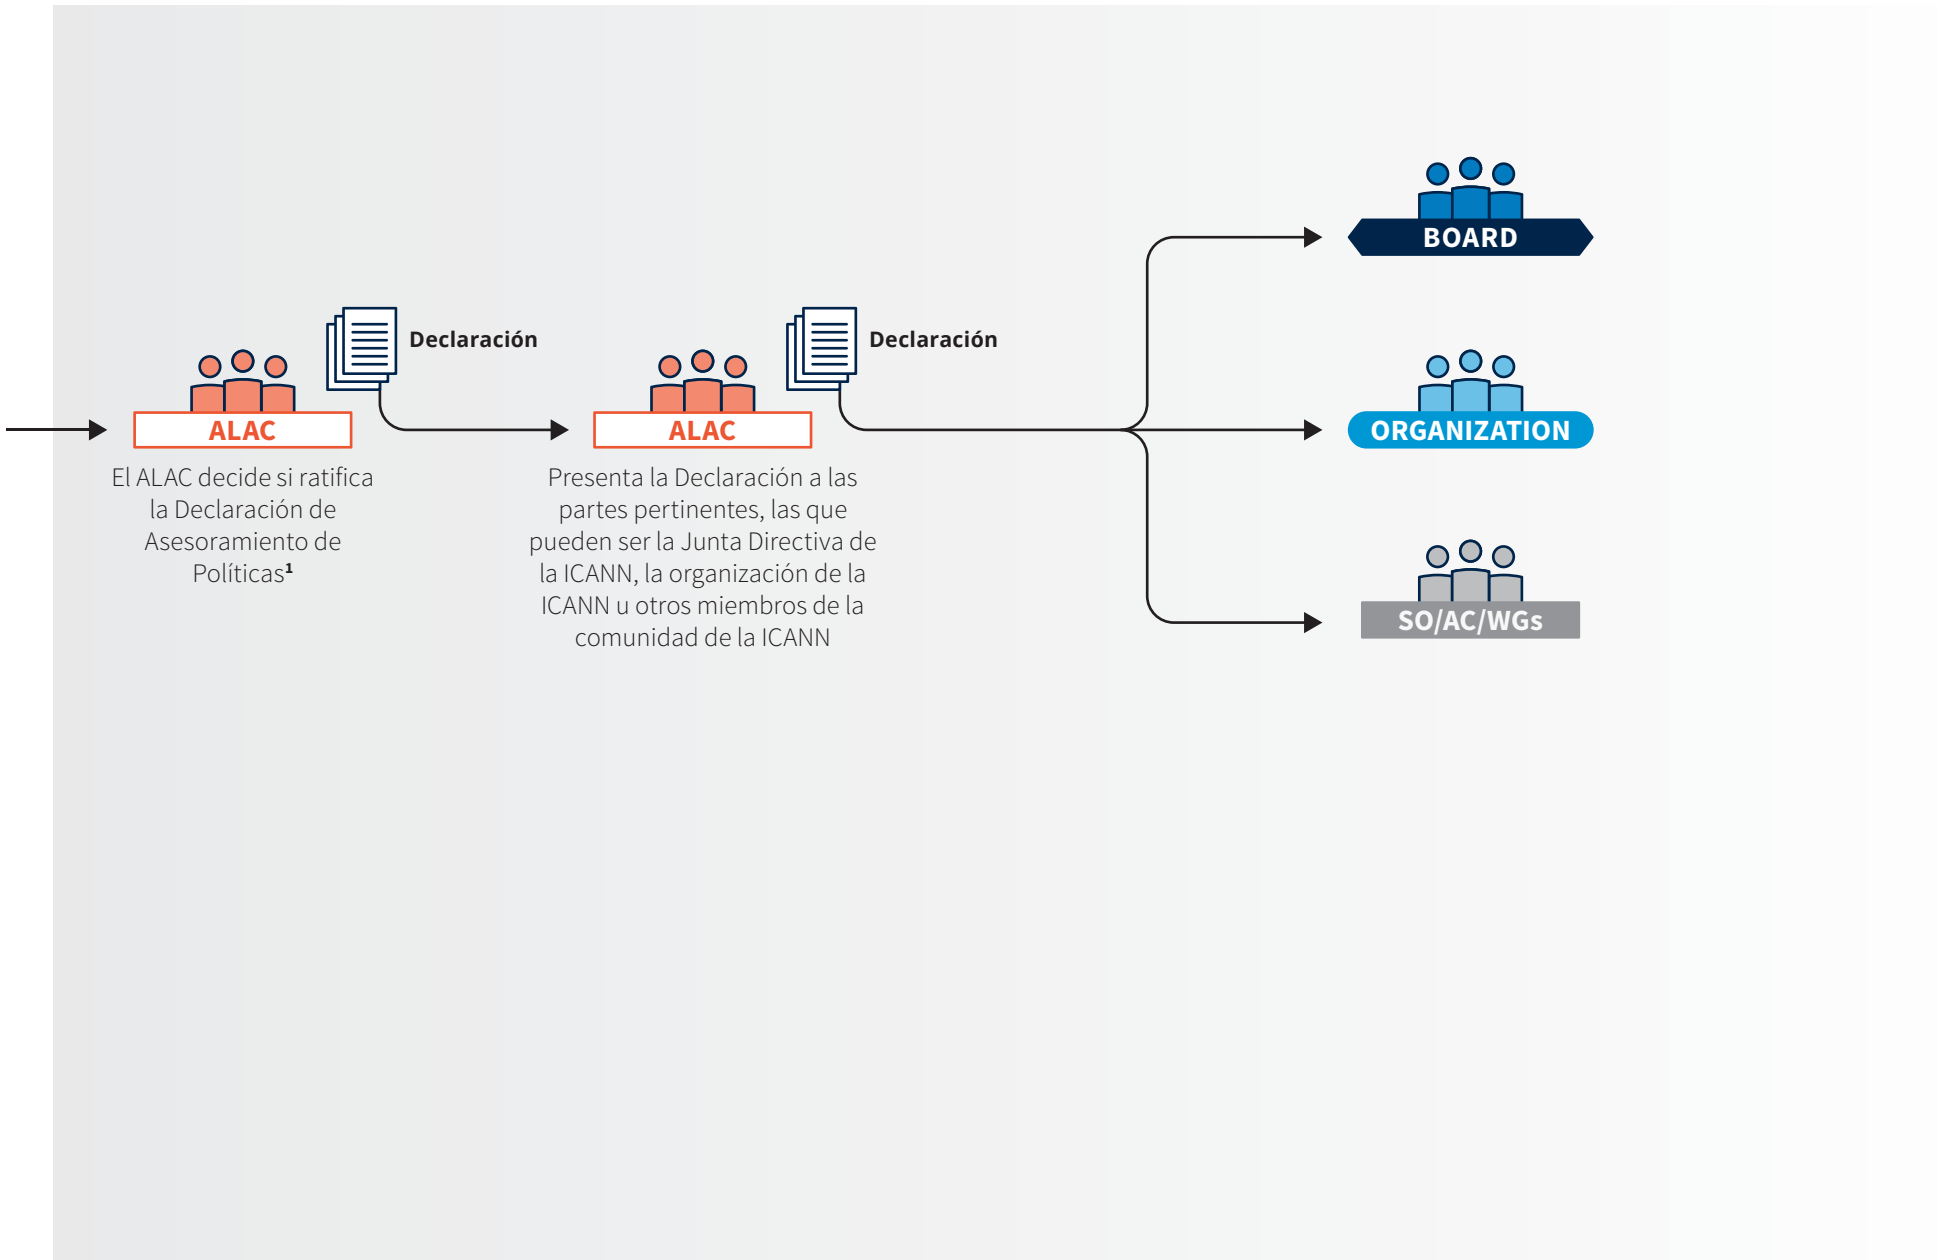 Declaración
ALAC
El ALAC decide si ratifica
la Declaración de
Asesoramiento de
Políticas¹
Declaración
ALAC
Presenta la Declaración a las
partes pertinentes, las que
pueden ser la Junta Directiva de
la ICANN, la organización de la
ICANN u otros miembros de la
comunidad de la ICANN
BOARD
ORGANIZATION
SO/AC/WGs